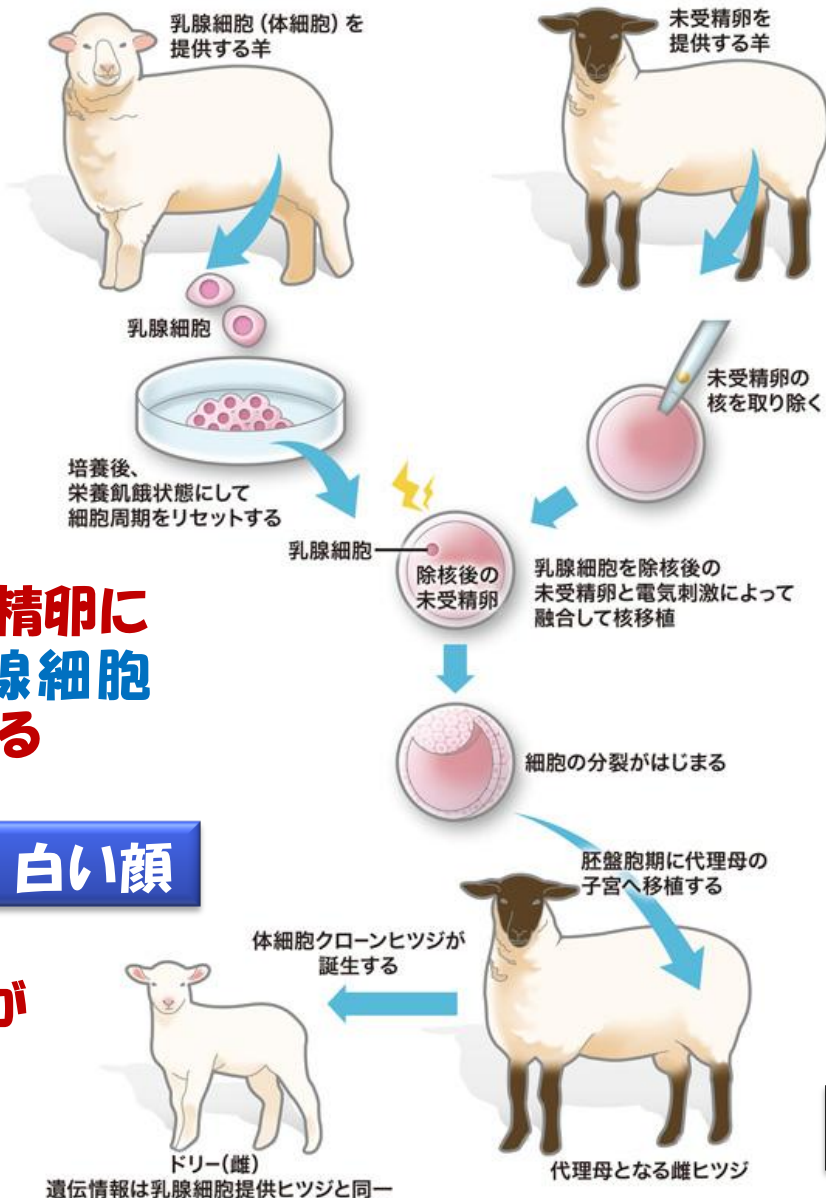 乳腺細胞（体細胞）を
提供する羊
未受精卵を
提供する羊
乳腺細胞
未受精卵の
核を取り除く
培養後、
栄養飢餓状態にして
細胞周期をリセットする
乳腺細胞
除核後の
未受精卵
乳腺細胞を除核後の
未受精卵と電気刺激によって
融合して核移植
精卵に
腺細胞
る
細胞の分裂がはじまる
白い顔
胚盤胞期に代理母の
子宮へ移植する
体細胞クローンヒツジが
誕生する
が
ドリー（雌）
遺伝情報は乳腺細胞提供ヒツジと同一
代理母となる雌ヒツジ